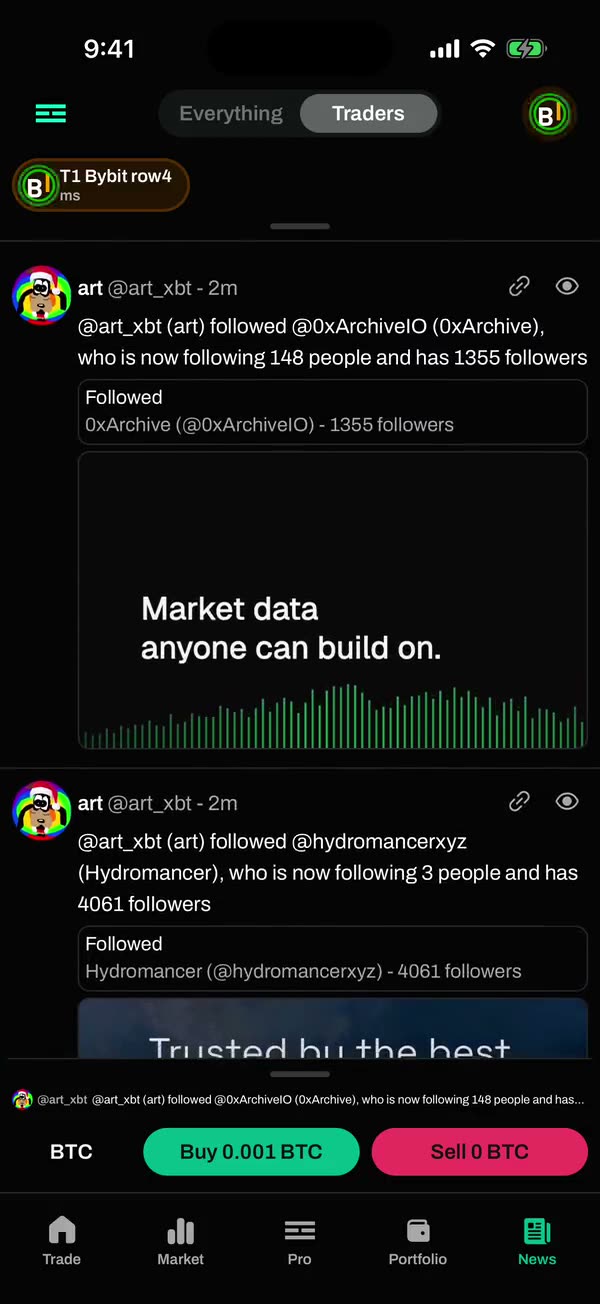 9:41
Everything
Traders
B
T1 Bybit row4
B
ms
art @art_xbt - 2m
@art_xbt (art) followed @0xArchiveIO (0xArchive),
who is now following 148 people and has 1355 followers
Followed
0xArchive (@0xArchiveIO) - 1355 followers
Market data
anyone can build on.
art @art_xbt - 2m
@art_xbt (art) followed @hydromancerxyz
(Hydromancer), who is now following 3 people and has
4061 followers
Followed
Hydromancer (@hydromancerxyz) - 4061 followers
Trusted by the best
@art_xbt @art_xbt (art) followed @0xArchiveIO (0xArchive), who is now following 148 people and has...
BTC
Buy 0.001 BTC
Sell 0 BTC
Trade
Market
Pro
Portfolio
News